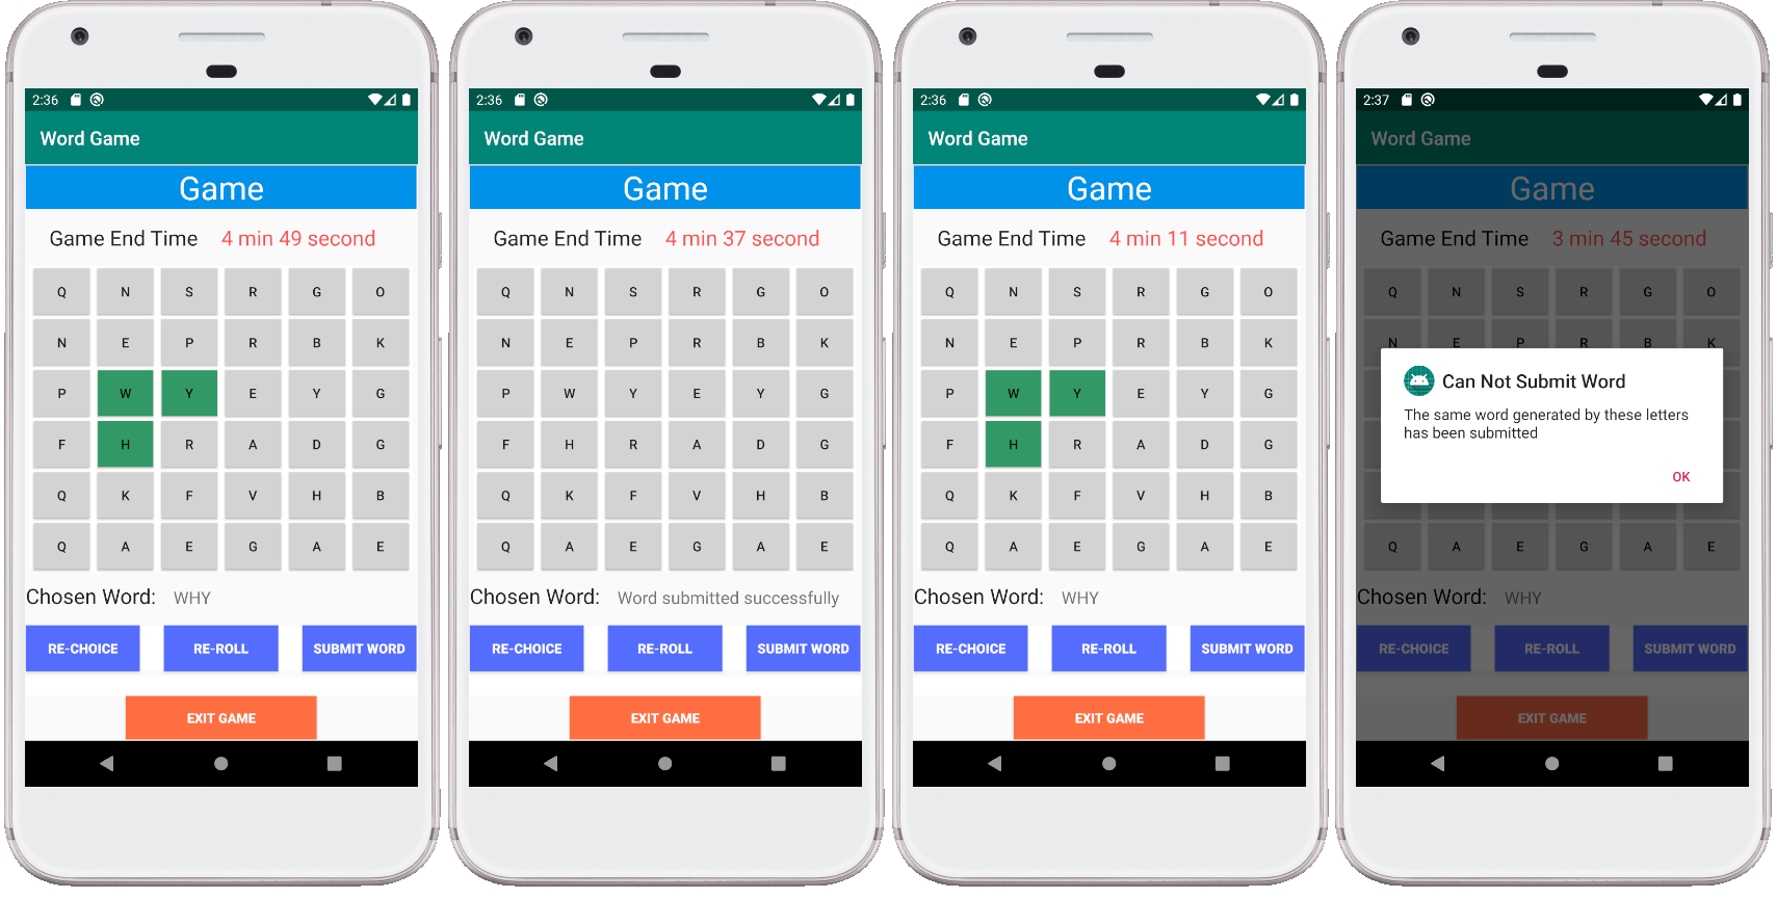 2:36
Word Game
Game
Game End Time 4 min 49 second
Q N S R G O
N E P R B K
P W Y E Y G
F H R A D G
Q K F V H B
Q A E G A E
Chosen Word: WHY
RE-CHOICE RE-ROLL SUBMIT WORD
EXIT GAME
2:36
Word Game
Game
Game End Time 4 min 37 second
Q N S R G O
N E P R B K
P W Y E Y G
F H R A D G
Q K F V H B
Q A E G A E
Chosen Word: Word submitted successfully
RE-CHOICE RE-ROLL SUBMIT WORD
EXIT GAME
2:36
Word Game
Game
Game End Time 4 min 11 second
Q N S R G O
N E P R B K
P W Y E Y G
F H R A D G
Q K F V H B
Q A E G A E
Chosen Word: WHY
RE-CHOICE RE-ROLL SUBMIT WORD
EXIT GAME
2:37
Word Game
Game
Game End Time 3 min 45 second
Q N S R G O
N E P R B K
Can Not Submit Word
The same word generated by these letters
has been submitted
OK
Q A E G A E
Chosen Word: WHY
RE-CHOICE RE-ROLL SUBMIT WORD
EXIT GAME